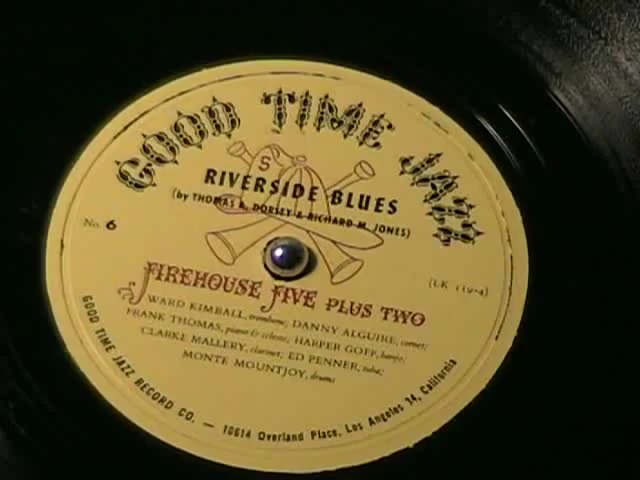 GOOD TIME JAZZ
S
RIVERSIDE BLUES
(by THOMAS A. DORSEY & RICHARD M. JONES)
No. 6
(LK 119-4)
FIREHOUSE FIVE PLUS TWO
WARD KIMBALL, trombone; DANNY ALGUIRE, cornet;
FRANK THOMAS, piano & celeste; HARPER GOFF, banjo;
CLARKE MALLERY, clarinet; ED PENNER, tuba;
MONTE MOUNTJOY, drums
GOOD TIME JAZZ RECORD CO. — 10614 Overland Place, Los Angeles 34, California